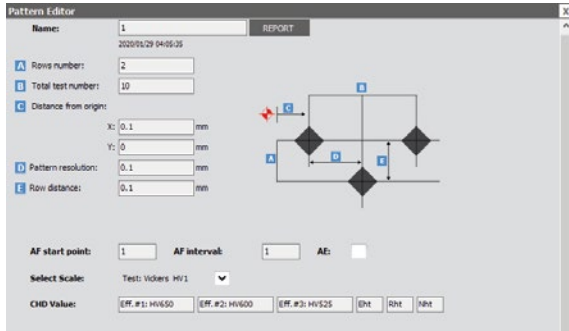 Pattern Editor X
Name: 1 REPORT
2020/01/29 04:05:35
A Rows number: 2
B Total test number: 10
C Distance from origin:
X: 0.1 mm
Y: 0 mm
D Pattern resolution: 0.1 mm
E Row distance: 0.1 mm
B
C
A D E
AF start point: 1 AF interval: 1 AE:
Select Scale: Test: Vickers HV1
CHD Value: Eff.#1: HV650 Eff.#2: HV600 Eff.#3: HV525 Eht Rht Nht